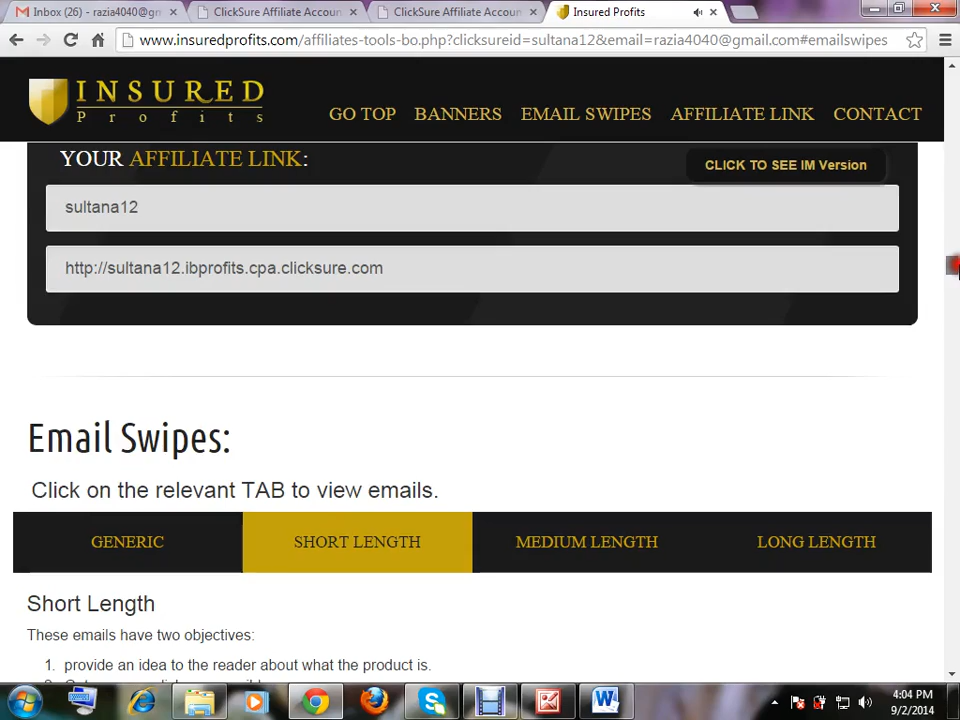 Inbox (26) - razia4040@gm
ClickSure Affiliate Accoun
ClickSure Affiliate Accoun
Insured Profits
www.insuredprofits.com/affiliates-tools-bo.php?clicksureid=sultana12&email=razia4040@gmail.com#emailswipes
INSURED
Profits
GO TOP BANNERS EMAIL SWIPES AFFILIATE LINK CONTACT
YOUR AFFILIATE LINK:
CLICK TO SEE IM Version
sultana12
http://sultana12.ibprofits.cpa.clicksure.com
Email Swipes:
Click on the relevant TAB to view emails.
GENERIC SHORT LENGTH MEDIUM LENGTH LONG LENGTH
Short Length
These emails have two objectives:
1. provide an idea to the reader about what the product is.
4:04 PM
9/2/2014